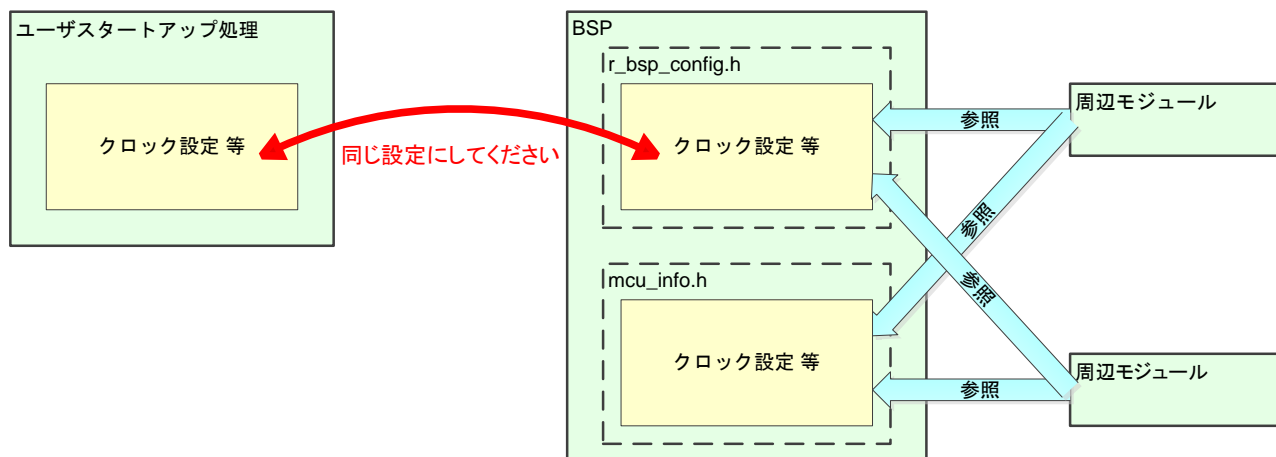 ユーザスタートアップ処理
クロック設定 等
同じ設定にしてください
BSP
r_bsp_config.h
クロック設定 等
mcu_info.h
クロック設定 等
参照
参照
参照
参照
周辺モジュール
周辺モジュール